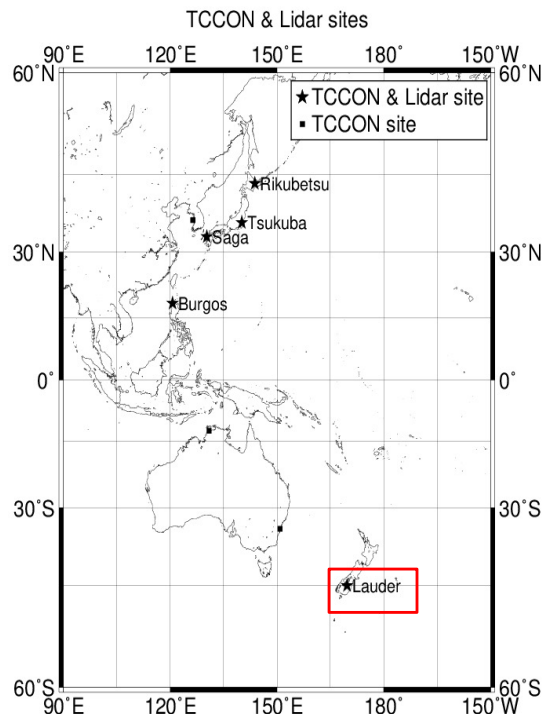 TCCON & Lidar sites
90˚E 120˚E 150˚E 180˚ 150˚W
60˚N 60˚N
★TCCON & Lidar site
▪ TCCON site
Rikubetsu
Tsukuba
Saga
30˚N 30˚N
Burgos
0˚ 0˚
30˚S 30˚S
Lauder
60˚S 60˚S
90˚E 120˚E 150˚E 180˚ 150˚W